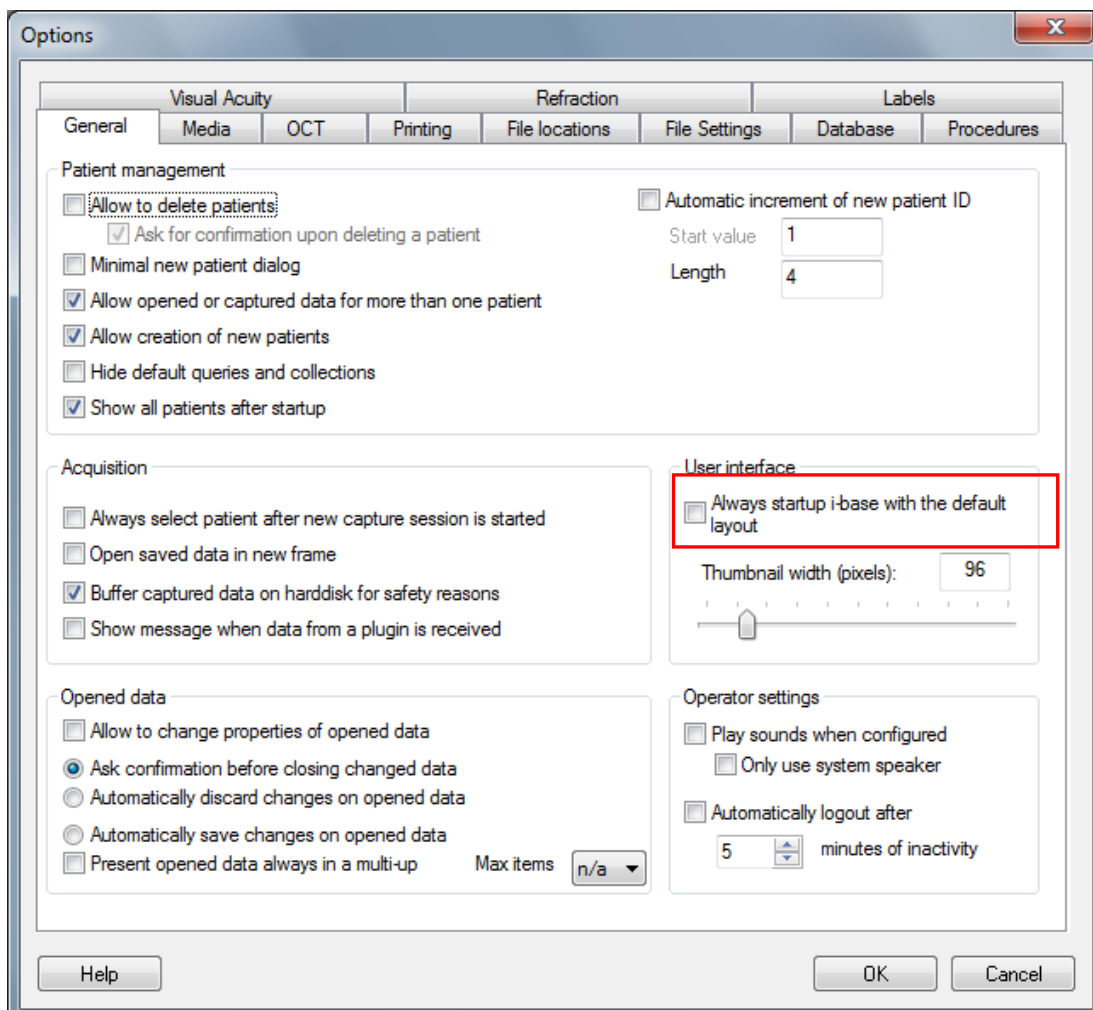 Options
Visual Acuity
Refraction
Labels
General
Media
OCT
Printing
File locations
File Settings
Database
Procedures
Patient management
Allow to delete patients
Ask for confirmation upon deleting a patient
Minimal new patient dialog
Allow opened or captured data for more than one patient
Allow creation of new patients
Hide default queries and collections
Show all patients after startup
Automatic increment of new patient ID
Start value 1
Length 4
Acquisition
Always select patient after new capture session is started
Open saved data in new frame
Buffer captured data on harddisk for safety reasons
Show message when data from a plugin is received
User interface
Always startup i-base with the default
layout
Thumbnail width (pixels): 96
Opened data
Allow to change properties of opened data
Ask confirmation before closing changed data
Automatically discard changes on opened data
Automatically save changes on opened data
Present opened data always in a multi-up Max items n/a
Operator settings
Play sounds when configured
Only use system speaker
Automatically logout after
5 minutes of inactivity
Help
OK
Cancel